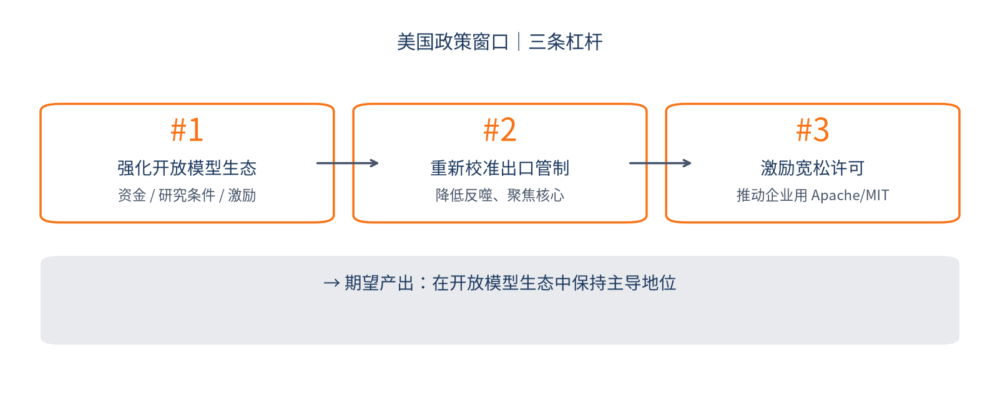 美国政策窗口｜三条杠杆
#1
强化开放模型生态
资金 / 研究条件 / 激励
#2
重新校准出口管制
降低反噬、聚焦核心
#3
激励宽松许可
推动企业用 Apache/MIT
→ 期望产出：在开放模型生态中保持主导地位